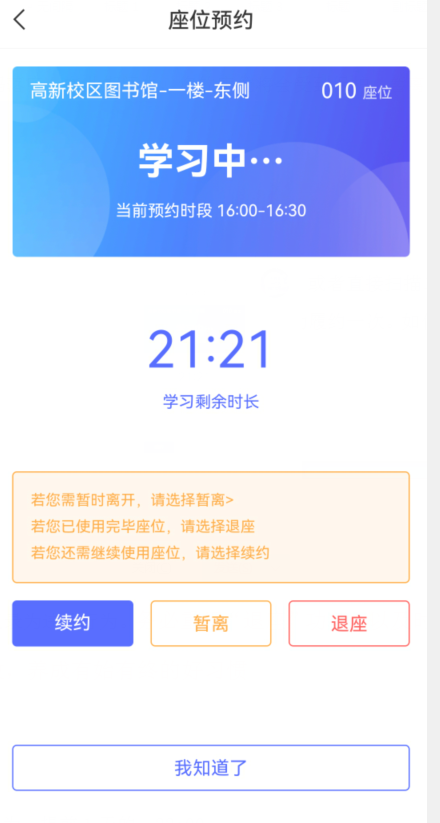 座位预约
高新校区图书馆-一楼-东侧 010 座位
学习中···
当前预约时段 16:00-16:30
21:21
学习剩余时长
若您需暂时离开，请选择暂离>
若您已使用完毕座位，请选择退座
若您还需继续使用座位，请选择续约
续约 暂离 退座
我知道了